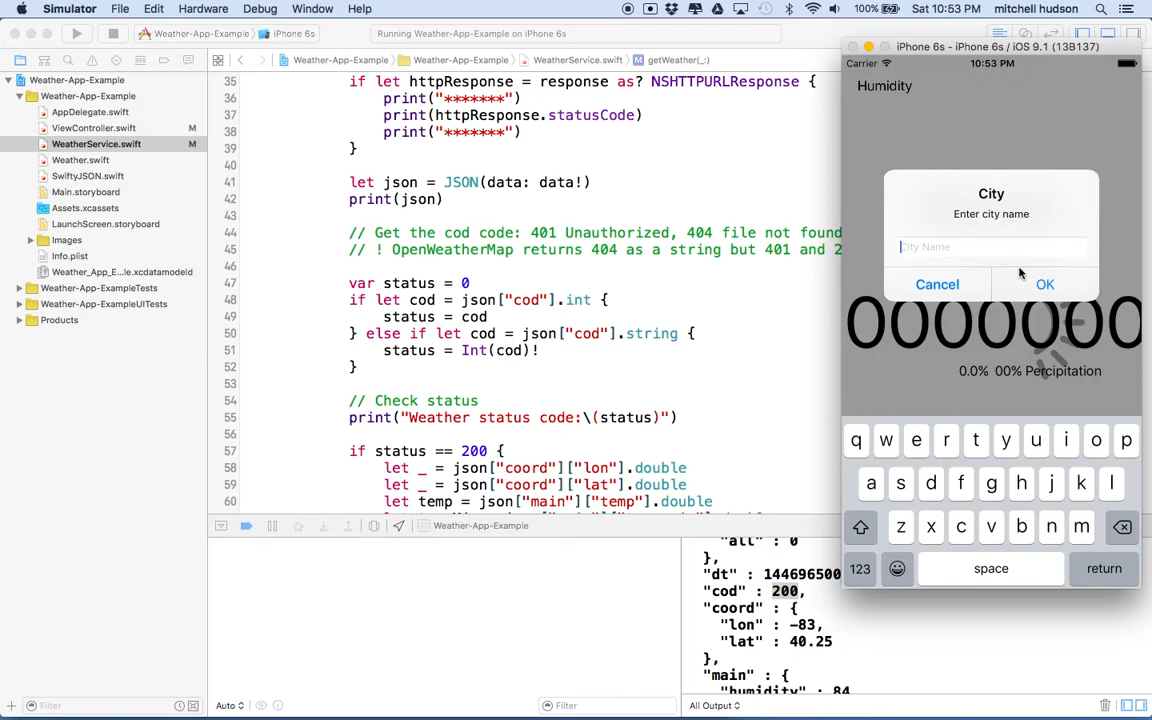 Simulator File Edit Hardware Debug Window Help 100% Sat 10:53 PM mitchell hudson
Weather-App-Example iPhone 6s Running Weather-App-Example on iPhone 6s
iPhone 6s - iPhone 6s / iOS 9.1 (13B137)
Weather-App-Example Weather-App-Example WeatherService.swift getWeather(_:)
Weather-App-Example
Weather-App-Example
AppDelegate.swift
ViewController.swift M
WeatherService.swift M
Weather.swift
SwiftyJSON.swift
Main.storyboard
Assets.xcassets
LaunchScreen.storyboard
Images
Info.plist
Weather_App_E...le.xcdatamodeld
Weather-App-ExampleTests
Weather-App-ExampleUITests
Products
35 if let httpResponse = response as? NSHTTPURLResponse {
36 print("*******")
37 print(httpResponse.statusCode)
38 print("*******")
39 }
40
41 let json = JSON(data: data!)
42 print(json)
43
44 // Get the cod code: 401 Unauthorized, 404 file not found
45 // ! OpenWeatherMap returns 404 as a string but 401 and 2
46
47 var status = 0
48 if let cod = json["cod"].int {
49 status = cod
50 } else if let cod = json["cod"].string {
51 status = Int(cod)!
52 }
53
54 // Check status
55 print("Weather status code:\(status)")
56
57 if status == 200 {
58 let _ = json["coord"]["lon"].double
59 let _ = json["coord"]["lat"].double
60 let temp = json["main"]["temp"].double
Weather-App-Example
"all" : 0
},
"dt" : 144696500
"cod" : 200,
"coord" : {
"lon" : -83,
"lat" : 40.25
},
"main" : {
"humidity" : 84
Filter
Auto
Filter
All Output
Carrier 10:53 PM
Humidity
City
Enter city name
City Name
Cancel OK
0000000
0.0% 00% Percipitation
q w e r t y u i o p
a s d f g h j k l
z x c v b n m
123 space return